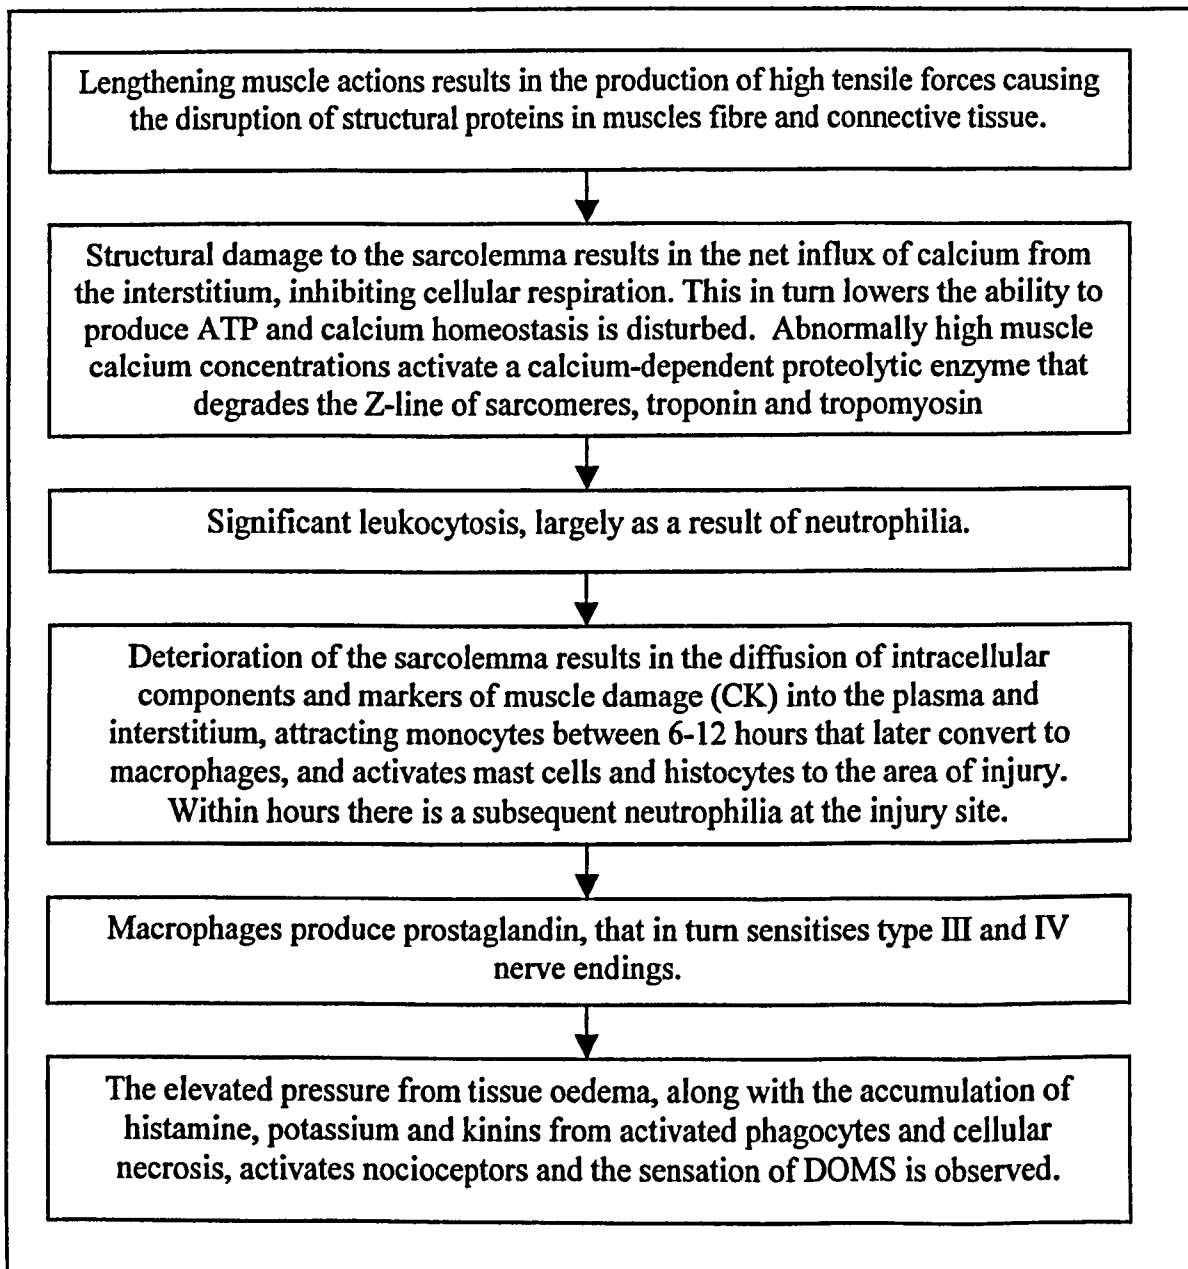 Lengthening muscle actions results in the production of high tensile forces causing
the disruption of structural proteins in muscles fibre and connective tissue.
Structural damage to the sarcolemma results in the net influx of calcium from
the interstitium, inhibiting cellular respiration. This in turn lowers the ability to
produce ATP and calcium homeostasis is disturbed. Abnormally high muscle
calcium concentrations activate a calcium-dependent proteolytic enzyme that
degrades the Z-line of sarcomeres, troponin and tropomyosin
Significant leukocytosis, largely as a result of neutrophilia.
Deterioration of the sarcolemma results in the diffusion of intracellular
components and markers of muscle damage (CK) into the plasma and
interstitium, attracting monocytes between 6-12 hours that later convert to
macrophages, and activates mast cells and histocytes to the area of injury.
Within hours there is a subsequent neutrophilia at the injury site.
Macrophages produce prostaglandin, that in turn sensitises type III and IV
nerve endings.
The elevated pressure from tissue oedema, along with the accumulation of
histamine, potassium and kinins from activated phagocytes and cellular
necrosis, activates nocioceptors and the sensation of DOMS is observed.